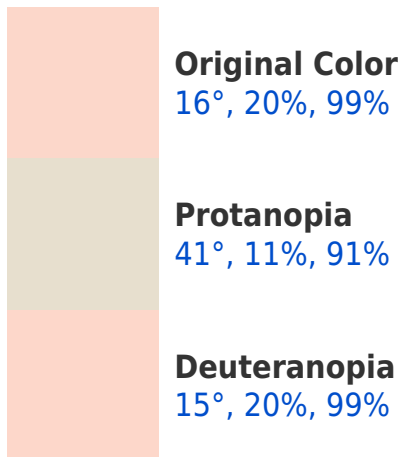 Original Color
16°, 20%, 99%
Protanopia
41°, 11%, 91%
Deuteranopia
15°, 20%, 99%